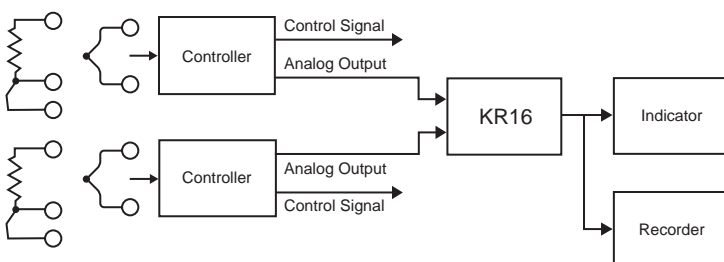 Control Signal
Controller
Analog Output
KR16
Indicator
Controller
Analog Output
Control Signal
Recorder